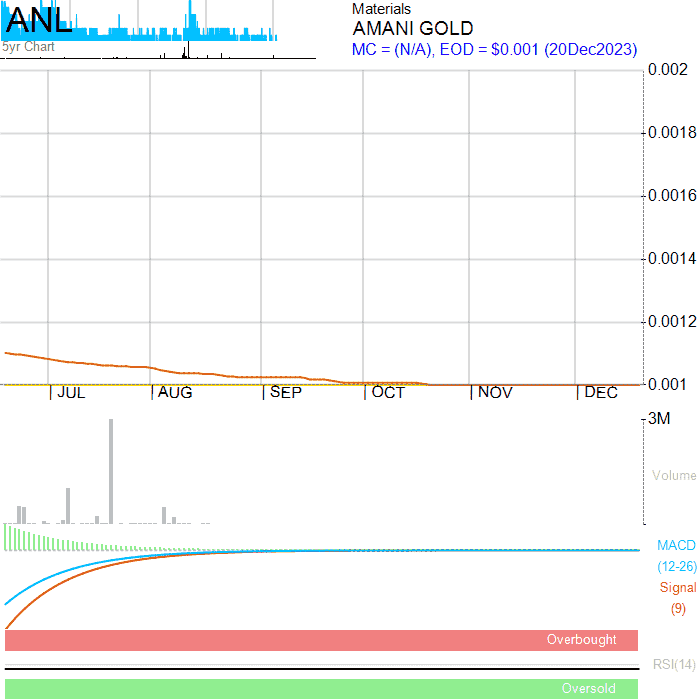 ANL
5yr Chart
Materials
AMANI GOLD
MC = (N/A), EOD = $0.001 (20Dec2023)
0.002
0.0018
0.0016
0.0014
0.0012
0.001
JUL AUG SEP OCT NOV DEC
3M
Volume
MACD
(12-26)
Signal
(9)
Overbought
RSI(14)
Oversold